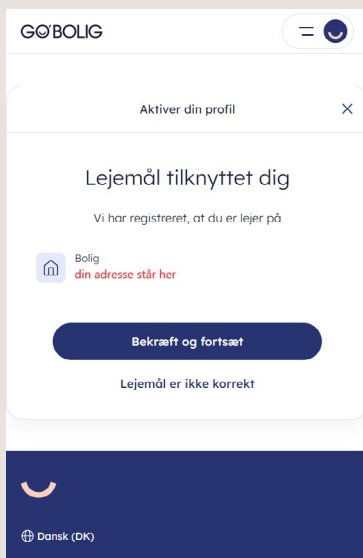 GO'BOLIG
Aktiver din profil
Lejemål tilknyttet dig
Vi har registreret, at du er lejer på
Bolig
din adresse står her
Bekræft og fortsæt
Lejemål er ikke korrekt
Dansk (DK)